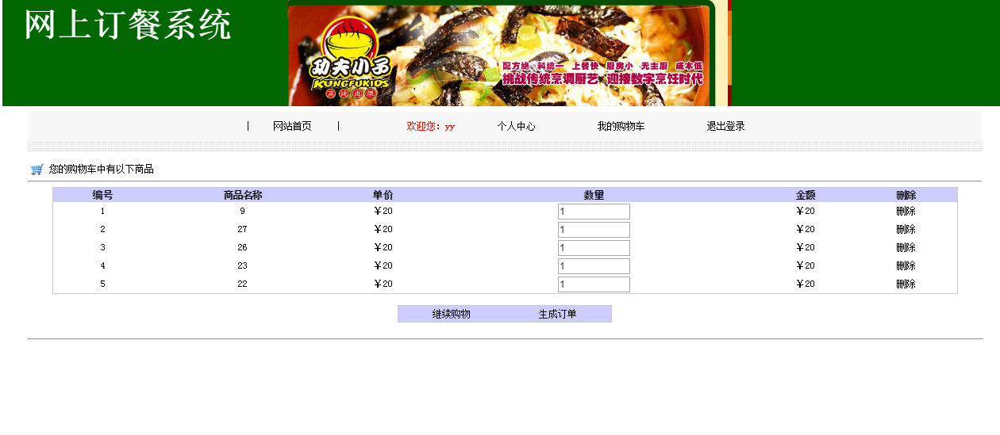 网上订餐系统
功夫小子
KUNGFUKIDS
蒸炖卤煨
配方绝 料统一 上餐快 厨房小 无主厨 成本低
挑战传统烹调厨艺 迎接数字烹饪时代
| 网站首页 | 欢迎您：yy 个人中心 我的购物车 退出登录
您的购物车中有以下商品
编号 商品名称 单价 数量 金额 删除
1 9 ￥20 1 ￥20 删除
2 27 ￥20 1 ￥20 删除
3 26 ￥20 1 ￥20 删除
4 23 ￥20 1 ￥20 删除
5 22 ￥20 1 ￥20 删除
继续购物 生成订单